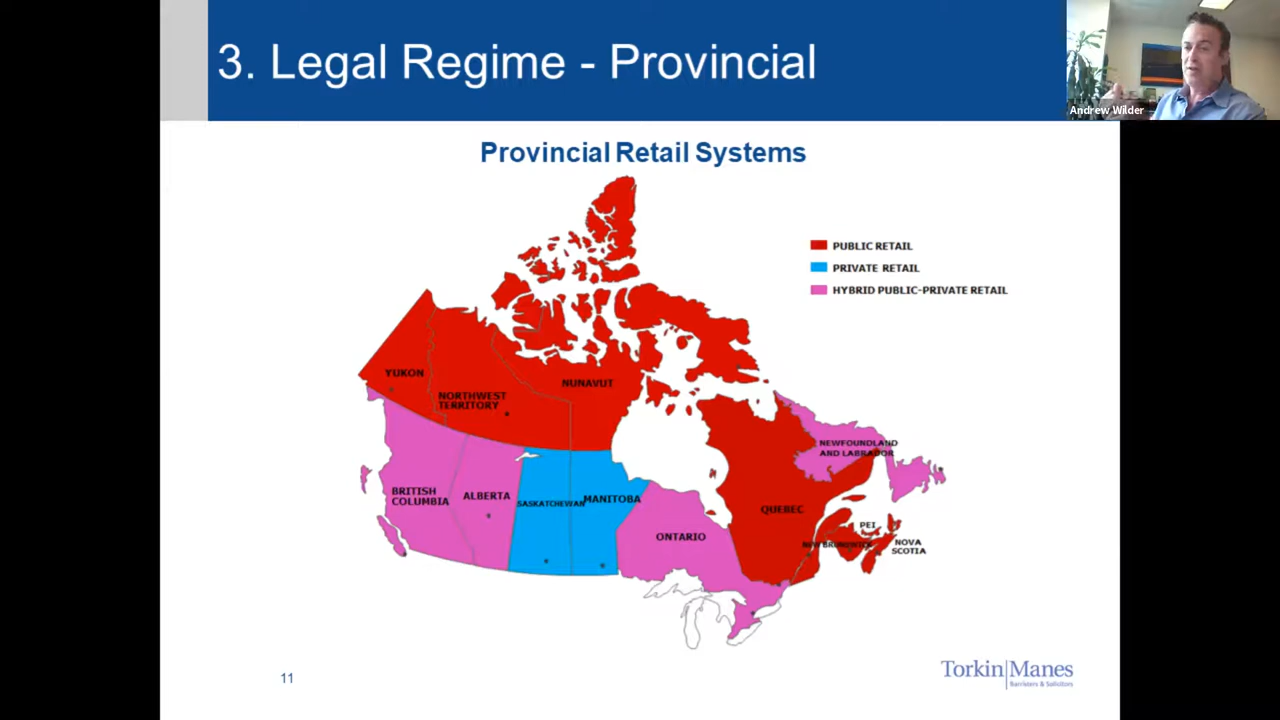 3. Legal Regime - Provincial
Andrew Wilder
Provincial Retail Systems
PUBLIC RETAIL
PRIVATE RETAIL
HYBRID PUBLIC-PRIVATE RETAIL
YUKON
NORTHWEST
TERRITORY
NUNAVUT
NEWFOUNDLAND
AND LABRADOR
BRITISH
COLUMBIA
ALBERTA
SASKATCHEWAN
MANITOBA
ONTARIO
QUEBEC
PEI
NEW BRUNSWICK
NOVA
SCOTIA
11
Torkin Manes
Barristers & Solicitors